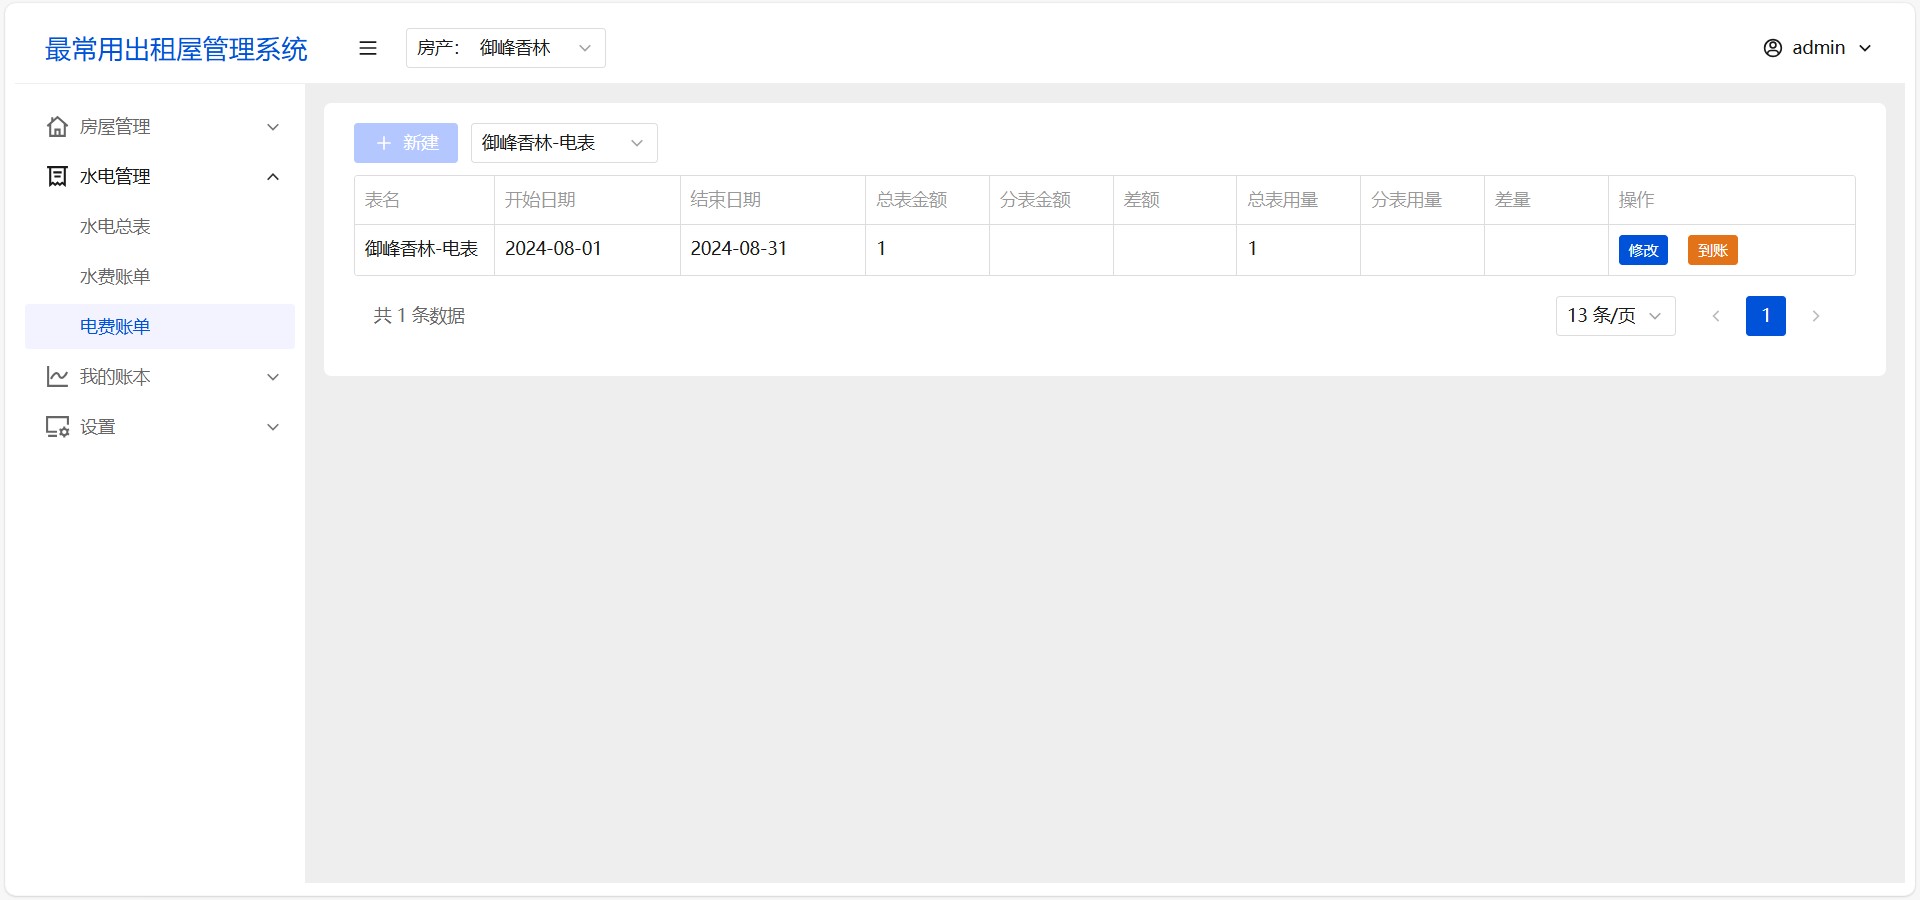 最常用出租屋管理系统
房产： 御峰香林
admin
房屋管理
水电管理
水电总表
水费账单
电费账单
我的账本
设置
新建
御峰香林-电表
表名 开始日期 结束日期 总表金额 分表金额 差额 总表用量 分表用量 差量 操作
御峰香林-电表 2024-08-01 2024-08-31 1 1 修改 到账
共 1 条数据
13 条/页
1